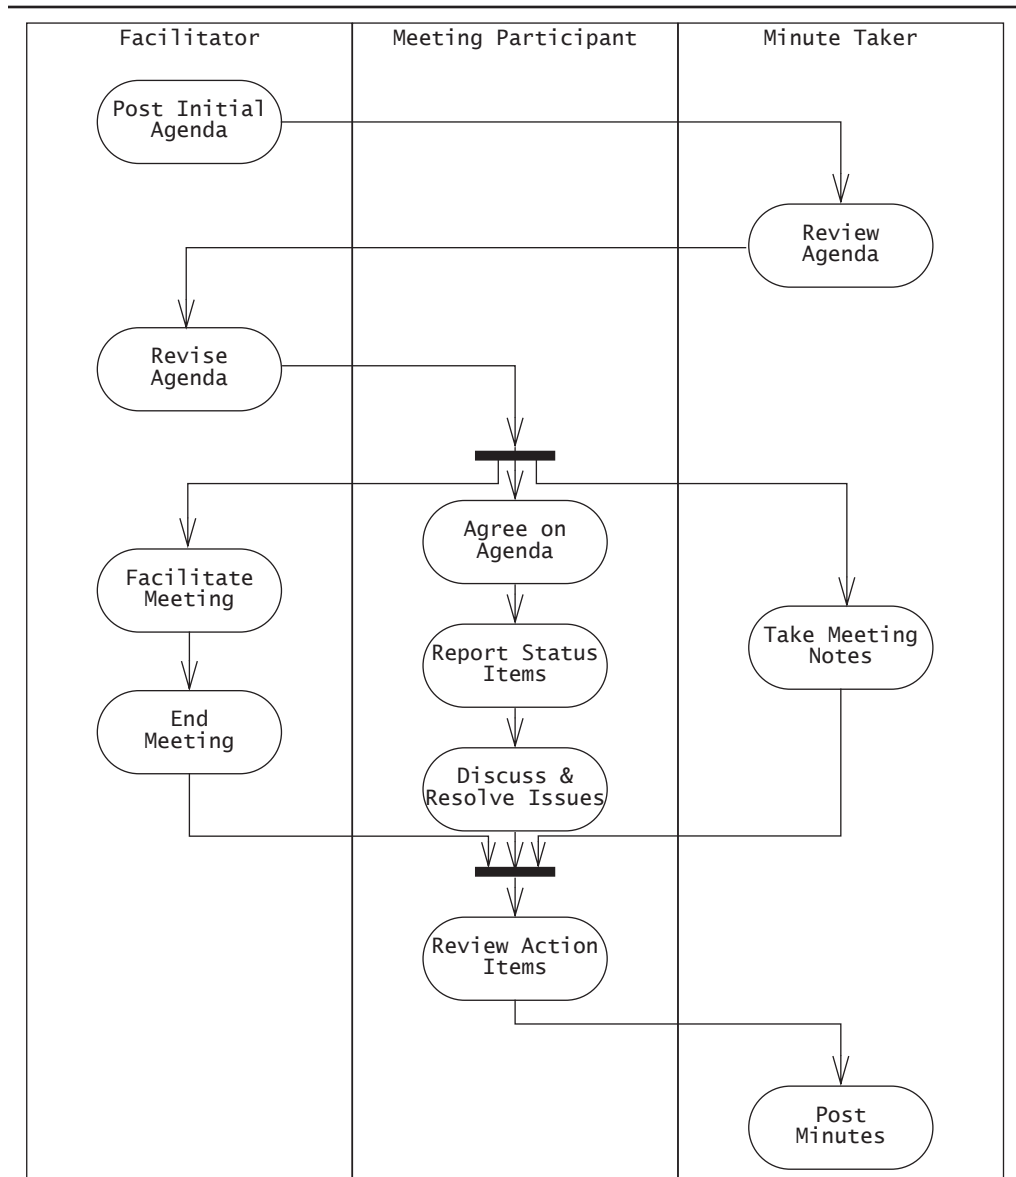 Facilitator
Meeting Participant
Minute Taker
Post Initial
Agenda
Review
Agenda
Revise
Agenda
Agree on
Agenda
Facilitate
Meeting
Take Meeting
Notes
Report Status
Items
End
Meeting
Discuss &
Resolve Issues
Review Action
Items
Post
Minutes